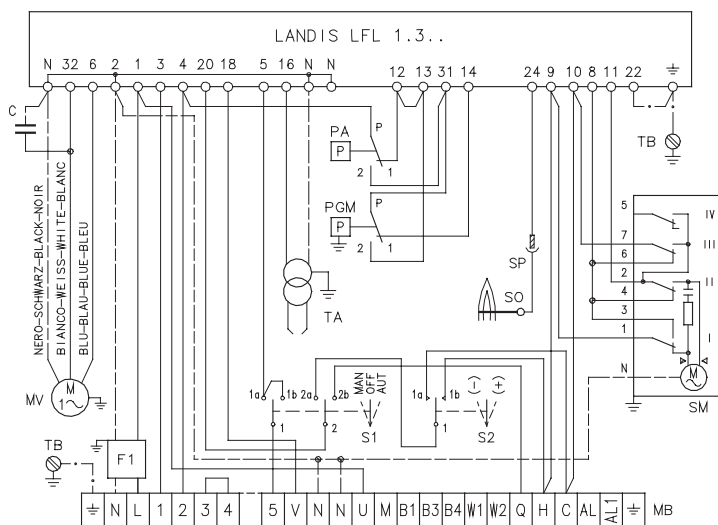 LANDIS LFL 1.3..
N 32 6 2 1 3 4 20 18 5 16 N N 12 13 31 14 24 9 10 8 11 22
C
NERO-SCHWARZ-BLACK-NOIR
BIANCO-WEISS-WHITE-BLANC
BLU-BLAU-BLUE-BLEU
PA
P
P
2
1
PGM
P
P
2
1
TB
5
IV
7
III
6
2
II
4
3
1
I
N
M
SM
SP
SO
TA
M
1
MV
1a 1b 2a 2b
MAN
OFF
AUT
1a 1b
(-)
(+)
1
2
S1
1
S2
TB
F1
N L 1 2 3 4 5 V N N U M B1 B3 B4 W1 W2 Q H C AL AL1
MB